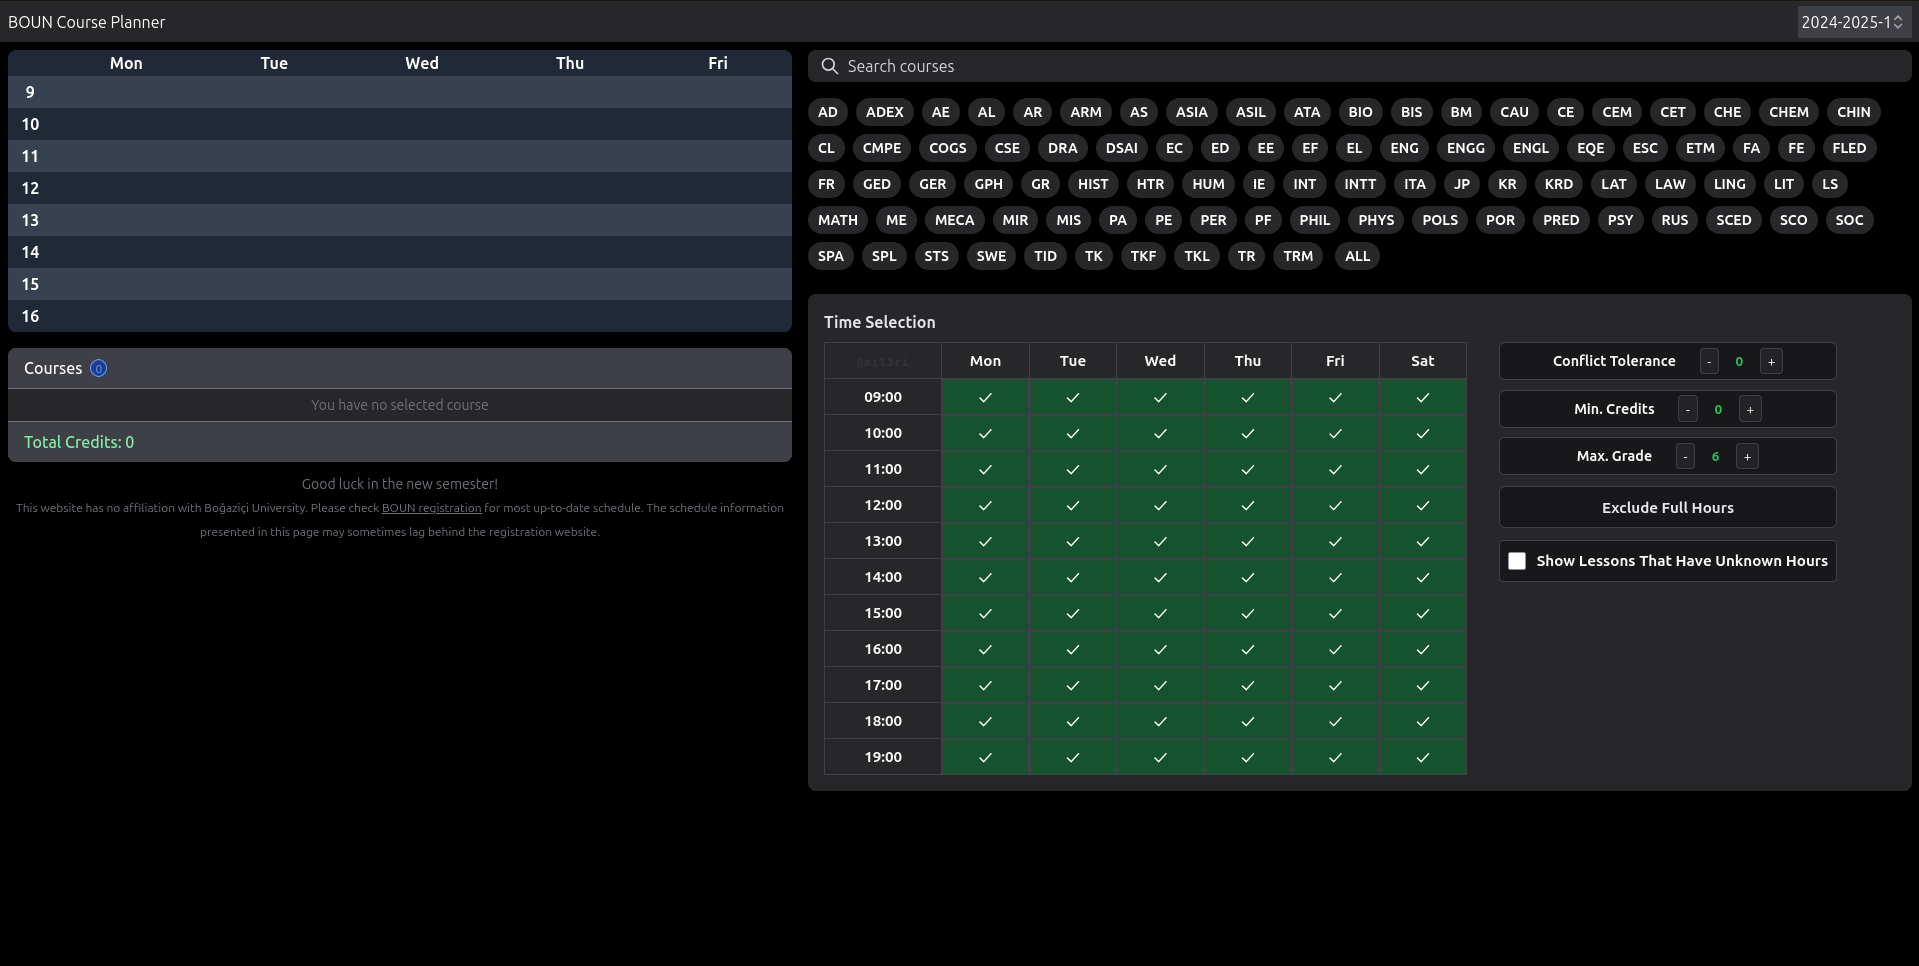 BOUN Course Planner
2024-2025-1
Mon Tue Wed Thu Fri
9
10
11
12
13
14
15
16
Courses 0
You have no selected course
Total Credits: 0
Good luck in the new semester!
This website has no affiliation with Boğaziçi University. Please check BOUN registration for most up-to-date schedule. The schedule information
presented in this page may sometimes lag behind the registration website.
Search courses
AD ADEX AE AL AR ARM AS ASIA ASIL ATA BIO BIS BM CAU CE CEM CET CHE CHEM CHIN
CL CMPE COGS CSE DRA DSAI EC ED EE EF EL ENG ENGG ENGL EQE ESC ETM FA FE FLED
FR GED GER GPH GR HIST HTR HUM IE INT INTT ITA JP KR KRD LAT LAW LING LIT LS
MATH ME MECA MIR MIS PA PE PER PF PHIL PHYS POLS POR PRED PSY RUS SCED SCO SOC
SPA SPL STS SWE TID TK TKF TKL TR TRM ALL
Time Selection
@mil3ri Mon Tue Wed Thu Fri Sat
09:00
10:00
11:00
12:00
13:00
14:00
15:00
16:00
17:00
18:00
19:00
Conflict Tolerance - 0 +
Min. Credits - 0 +
Max. Grade - 6 +
Exclude Full Hours
Show Lessons That Have Unknown Hours